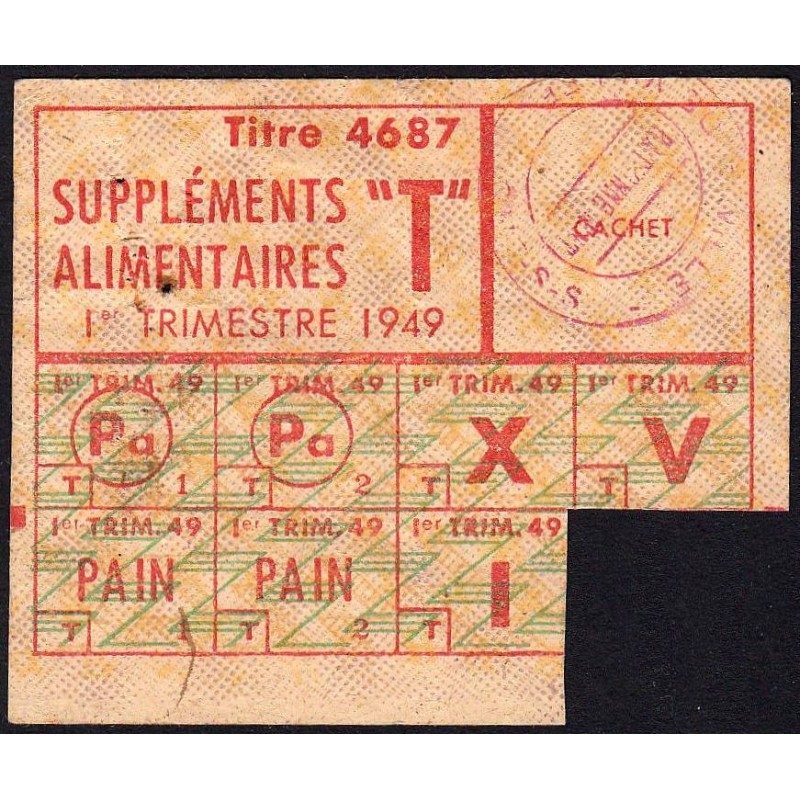 Titre 4687
SUPPLÉMENTS "T"
ALIMENTAIRES
1er TRIMESTRE 1949
CACHET
1er TRIM. 49 1er TRIM. 49 1er TRIM. 49 1er TRIM. 49
Pa Pa X V
T 1 T 2 T T
1er TRIM. 49 1er TRIM. 49 1er TRIM. 49
PAIN PAIN I
T 1 T 2 T